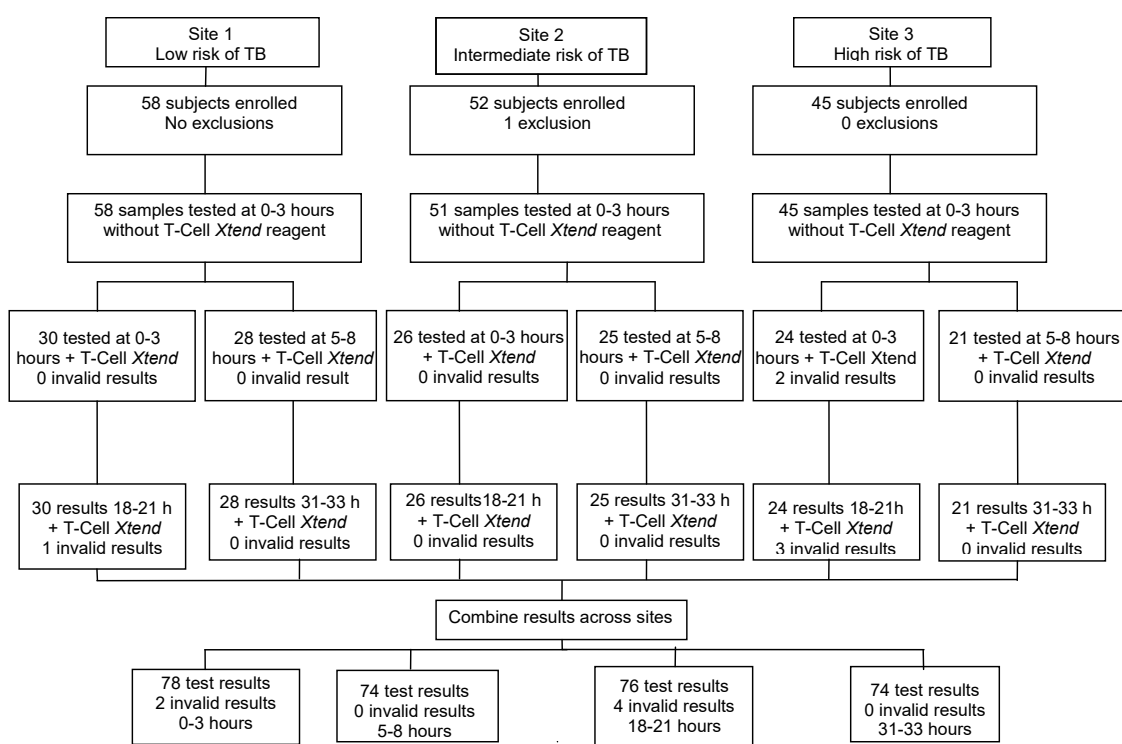 Site 1
Low risk of TB
Site 2
Intermediate risk of TB
Site 3
High risk of TB
58 subjects enrolled
No exclusions
52 subjects enrolled
1 exclusion
45 subjects enrolled
0 exclusions
58 samples tested at 0-3 hours
without T-Cell Xtend reagent
51 samples tested at 0-3 hours
without T-Cell Xtend reagent
45 samples tested at 0-3 hours
without T-Cell Xtend reagent
30 tested at 0-3
hours + T-Cell Xtend
0 invalid results
28 tested at 5-8
hours + T-Cell Xtend
0 invalid result
26 tested at 0-3 hours
+ T-Cell Xtend
0 invalid results
25 tested at 5-8
hours + T-Cell Xtend
0 invalid results
24 tested at 0-3
hours + T-Cell Xtend
2 invalid results
21 tested at 5-8 hours
+ T-Cell Xtend
0 invalid results
30 results 18-21 h
+ T-Cell Xtend
1 invalid results
28 results 31-33 h
+ T-Cell Xtend
0 invalid results
26 results18-21 h
+ T-Cell Xtend
0 invalid results
25 results 31-33 h
+ T-Cell Xtend
0 invalid results
24 results 18-21h
+ T-Cell Xtend
3 invalid results
21 results 31-33 h
+ T-Cell Xtend
0 invalid results
Combine results across sites
78 test results
2 invalid results
0-3 hours
74 test results
0 invalid results
5-8 hours
76 test results
4 invalid results
18-21 hours
74 test results
0 invalid results
31-33 hours